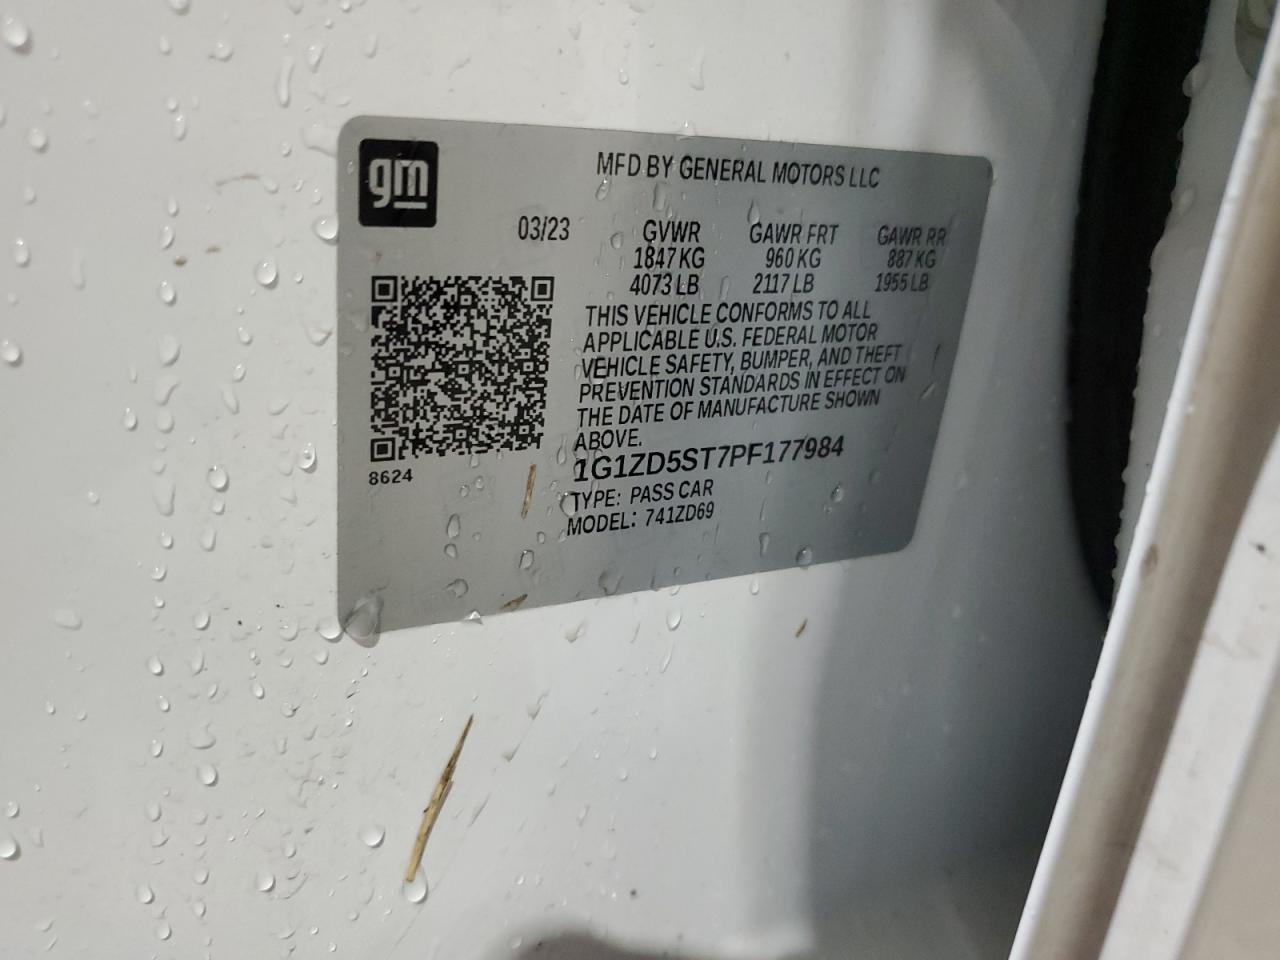 gm
MFD BY GENERAL MOTORS LLC
03/23 GVWR GAWR FRT GAWR RR
1847 KG 960 KG 887 KG
4073 LB 2117 LB 1955 LB
THIS VEHICLE CONFORMS TO ALL
APPLICABLE U.S. FEDERAL MOTOR
VEHICLE SAFETY, BUMPER, AND THEFT
PREVENTION STANDARDS IN EFFECT ON
THE DATE OF MANUFACTURE SHOWN
ABOVE.
1G1ZD5ST7PF177984
TYPE: PASS CAR
MODEL: 741ZD69
8624